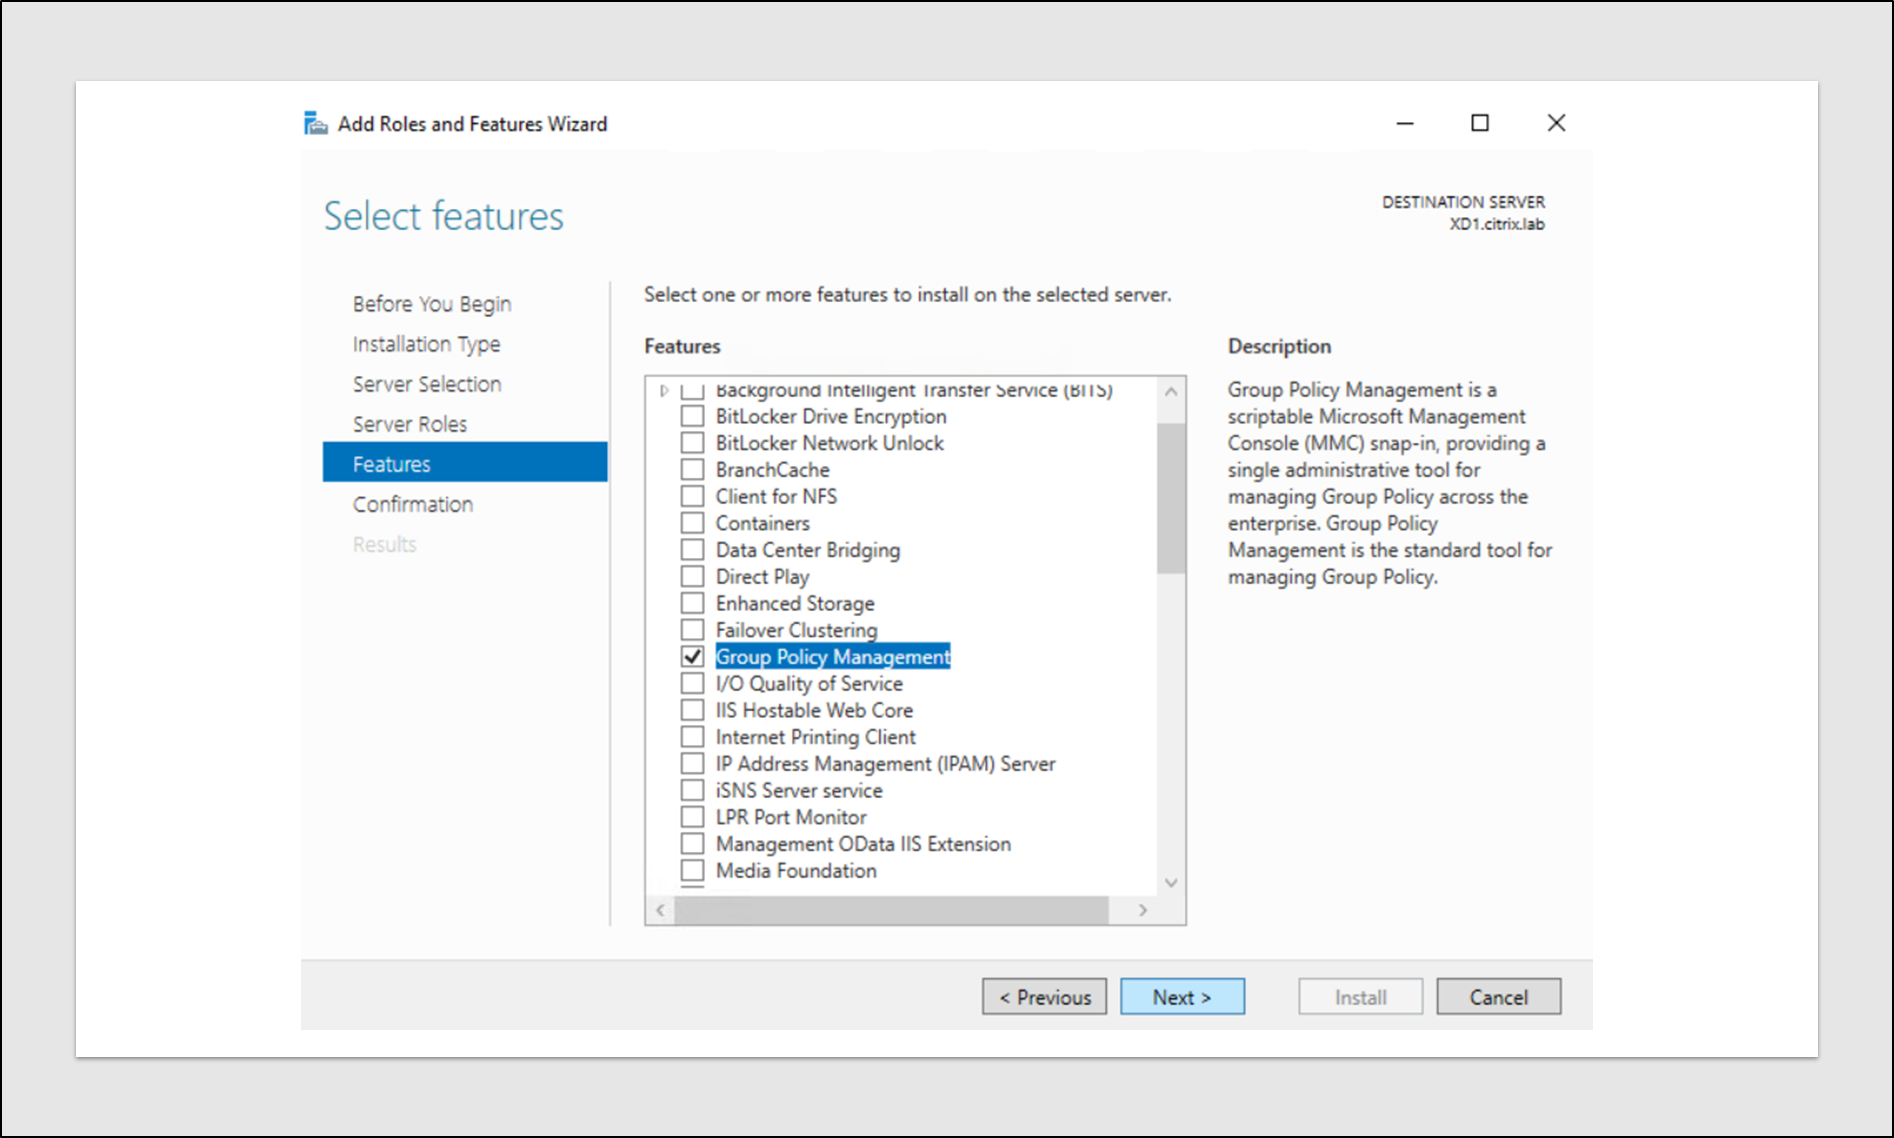 Add Roles and Features Wizard
Select features
DESTINATION SERVER
XD1.citrix.lab
Before You Begin
Installation Type
Server Selection
Server Roles
Features
Confirmation
Results
Select one or more features to install on the selected server.
Features
Background Intelligent Transfer Service (BITS)
BitLocker Drive Encryption
BitLocker Network Unlock
BranchCache
Client for NFS
Containers
Data Center Bridging
Direct Play
Enhanced Storage
Failover Clustering
Group Policy Management
I/O Quality of Service
IIS Hostable Web Core
Internet Printing Client
IP Address Management (IPAM) Server
iSNS Server service
LPR Port Monitor
Management OData IIS Extension
Media Foundation
Description
Group Policy Management is a
scriptable Microsoft Management
Console (MMC) snap-in, providing a
single administrative tool for
managing Group Policy across the
enterprise. Group Policy
Management is the standard tool for
managing Group Policy.
< Previous
Next >
Install
Cancel